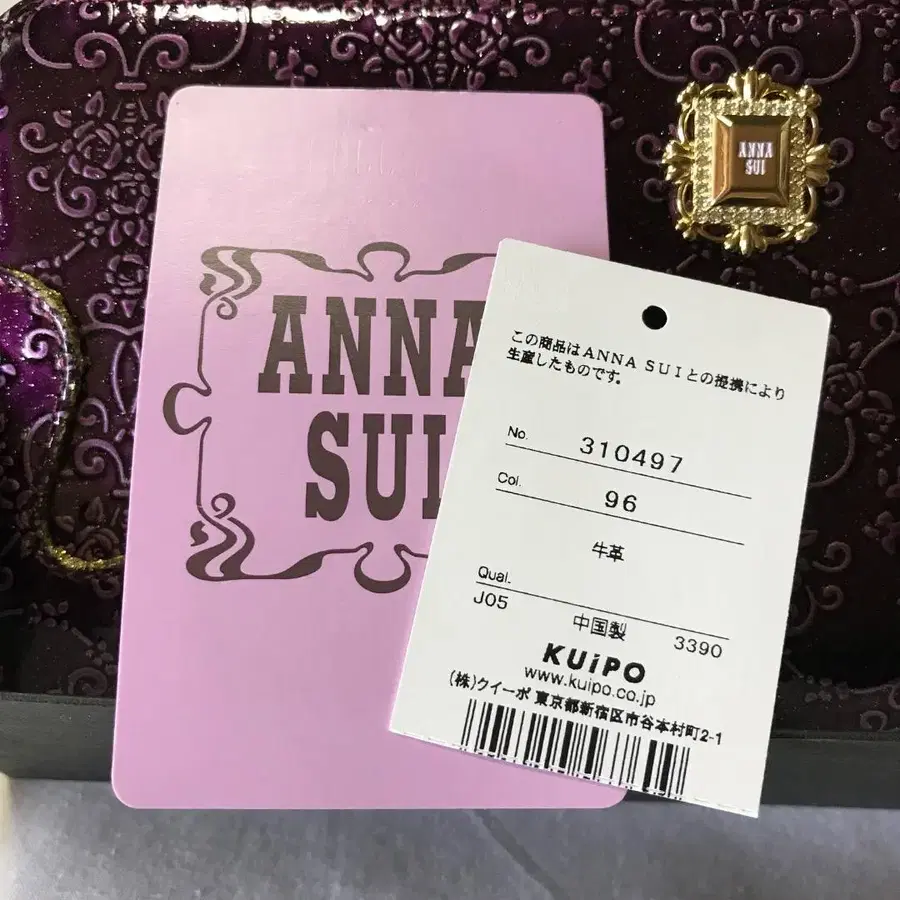 ANNA
SUI
ANNA
SUI
この商品はANNA SUIとの提携により
生産したものです。
No. 310497
Col. 96
牛革
Qual.
J05 中国製 3390
KUiPO
www.kuipo.co.jp
(株)クイーポ 東京都新宿区市谷本村町2-1